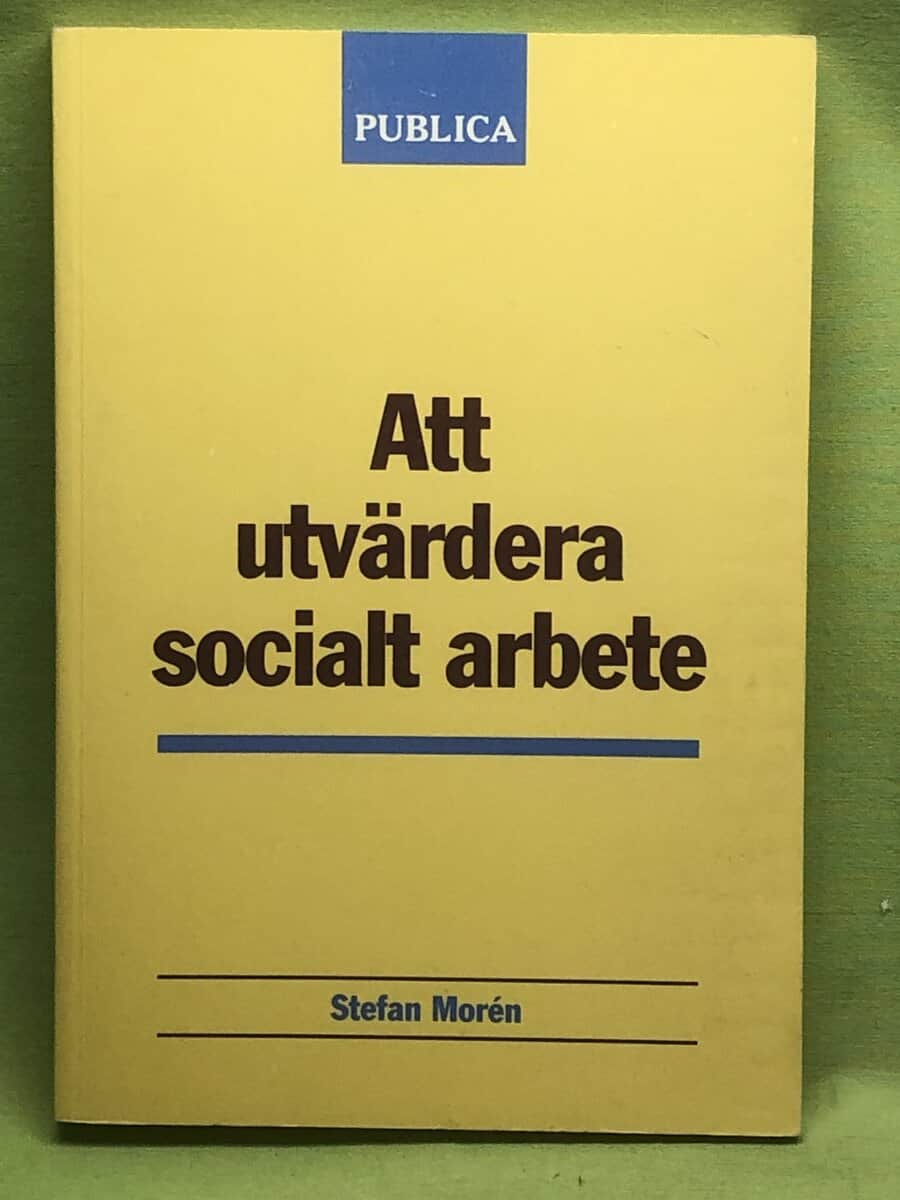 PUBLICA
Att
utvärdera
socialt arbete
Stefan Morén